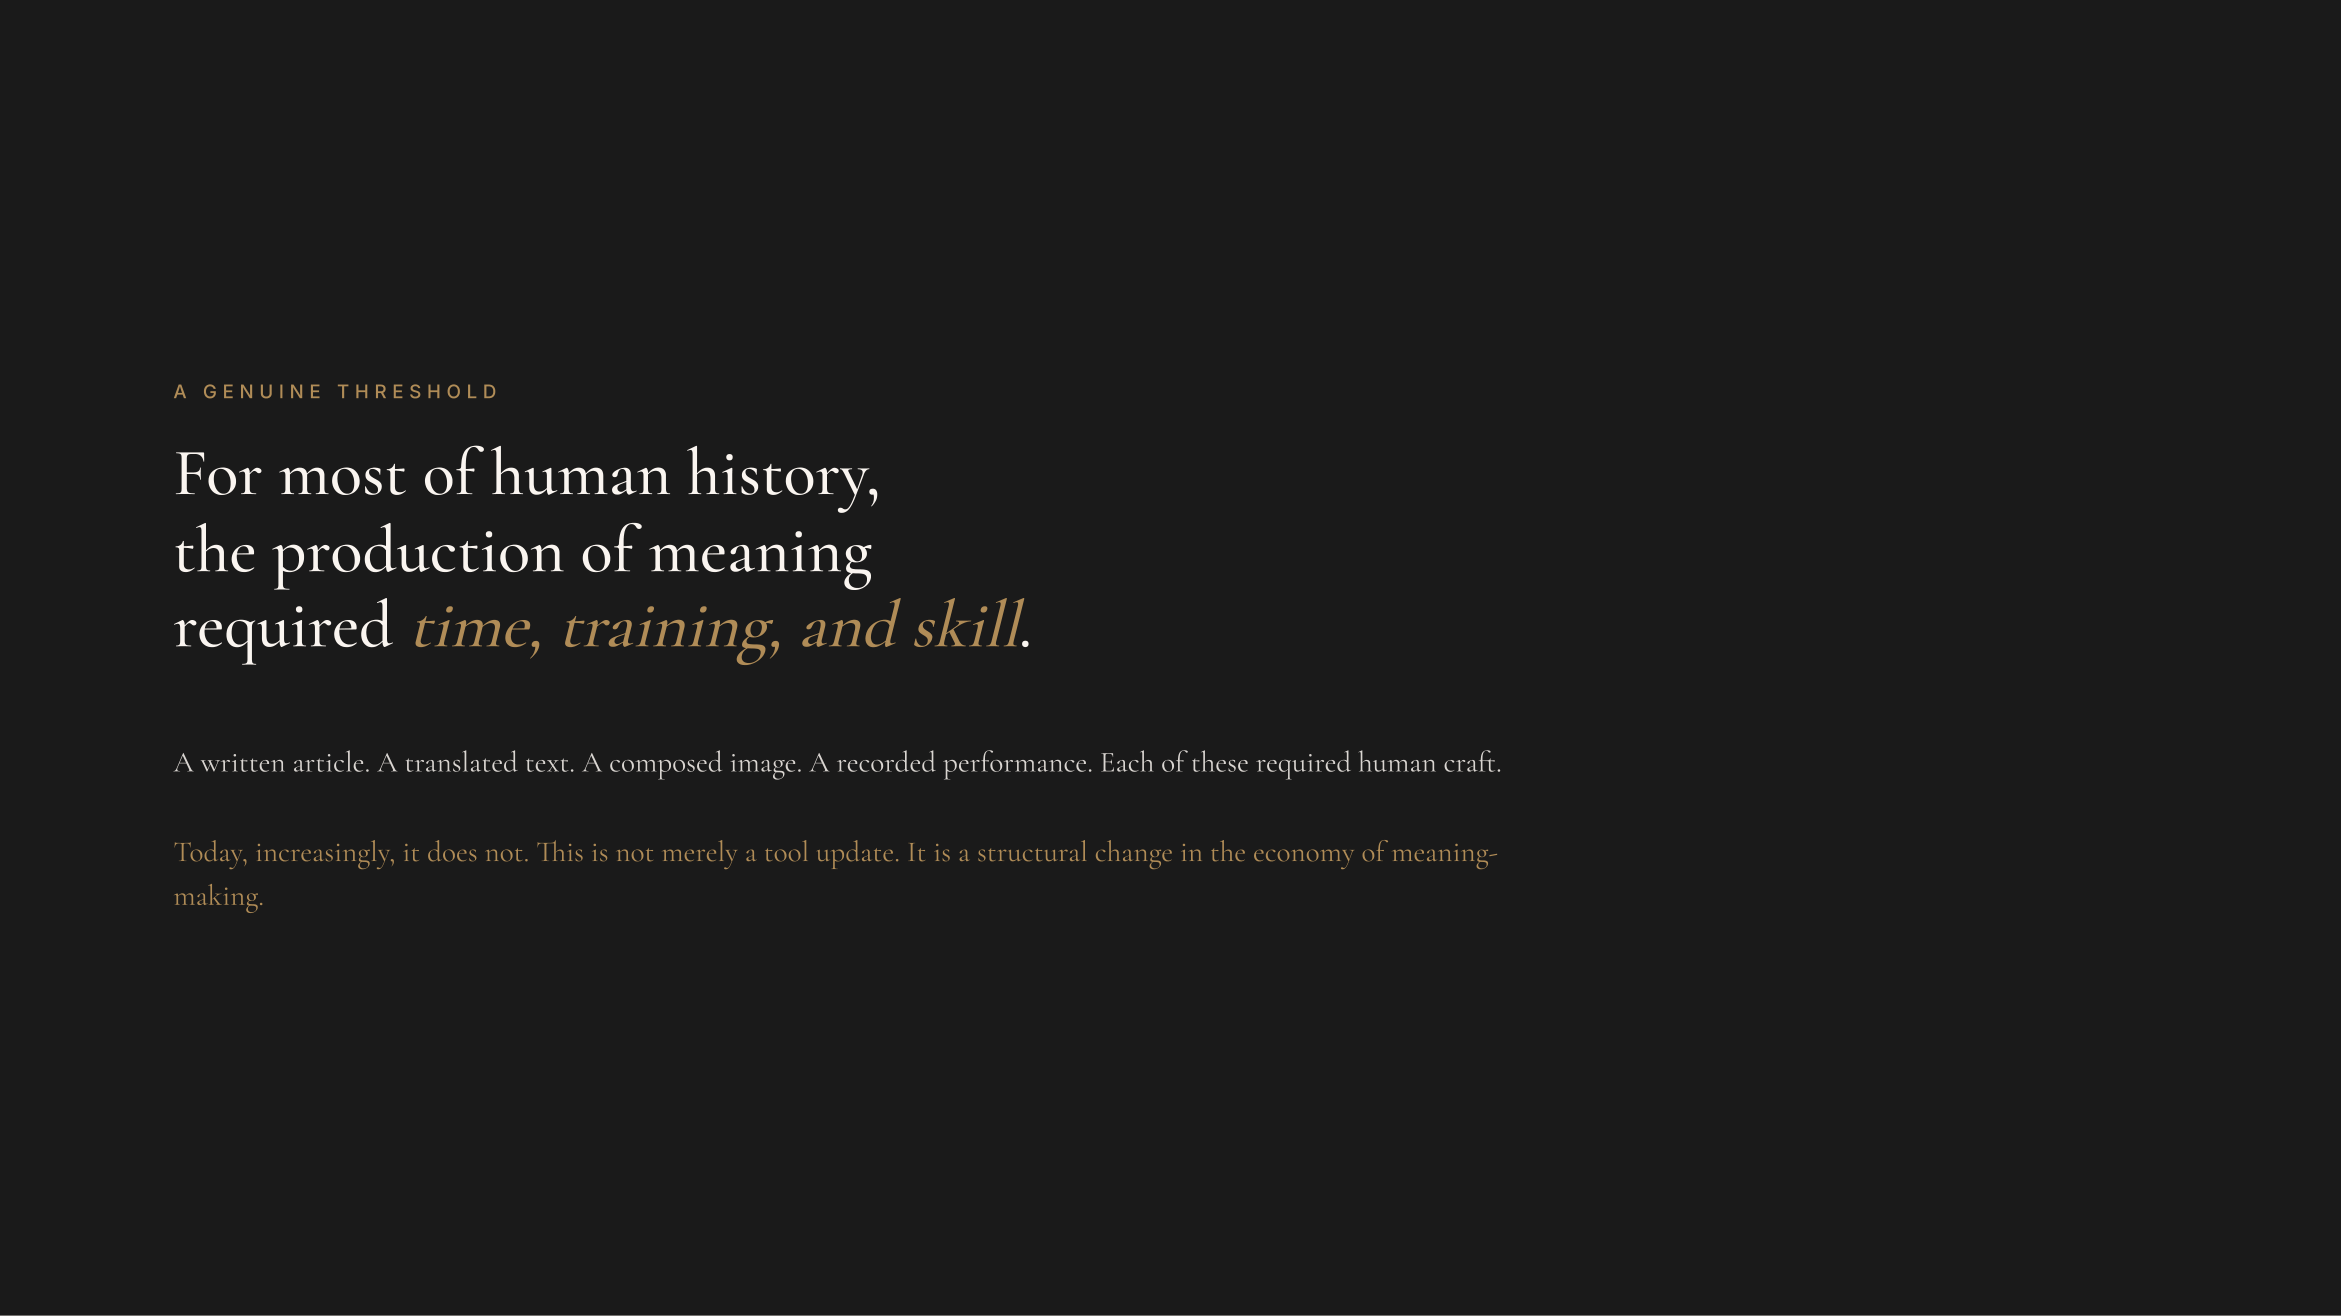 A GENUINE THRESHOLD
For most of human history,
the production of meaning
required time, training, and skill.
A written article. A translated text. A composed image. A recorded performance. Each of these required human craft.
Today, increasingly, it does not. This is not merely a tool update. It is a structural change in the economy of meaning-
making.